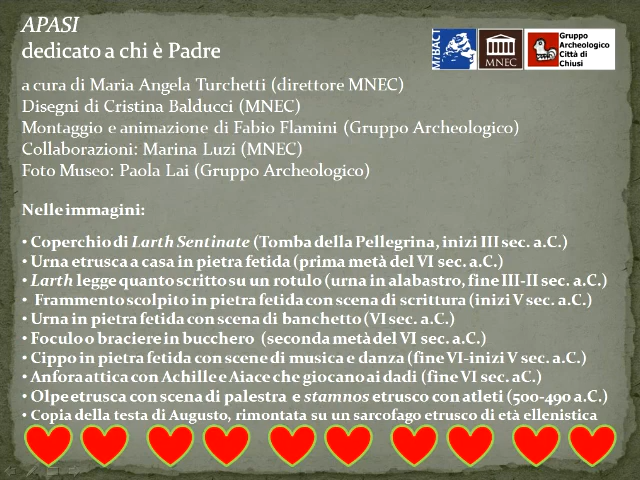 APASI
dedicato a chi è Padre
MiBACT
MNEC
Gruppo
Archeologico
Città di
Chiusi
a cura di Maria Angela Turchetti (direttore MNEC)
Disegni di Cristina Balducci (MNEC)
Montaggio e animazione di Fabio Flamini (Gruppo Archeologico)
Collaborazioni: Marina Luzi (MNEC)
Foto Museo: Paola Lai (Gruppo Archeologico)
Nelle immagini:
• Coperchio di Larth Sentinate (Tomba della Pellegrina, inizi III sec. a.C.)
• Urna etrusca a casa in pietra fetida (prima metà del VI sec. a.C.)
• Larth legge quanto scritto su un rotulo (urna in alabastro, fine III-II sec. a.C.)
• Frammento scolpito in pietra fetida con scena di scrittura (inizi V sec. a.C.)
• Urna in pietra fetida con scena di banchetto (VI sec. a.C.)
• Foculo o braciere in bucchero (seconda metà del VI sec. a.C.)
• Cippo in pietra fetida con scene di musica e danza (fine VI-inizi V sec. a.C.)
• Anfora attica con Achille e Aiace che giocano ai dadi (fine VI sec. aC.)
• Olpe etrusca con scena di palestra e stamnos etrusco con atleti (500-490 a.C.)
• Copia della testa di Augusto, rimontata su un sarcofago etrusco di età ellenistica